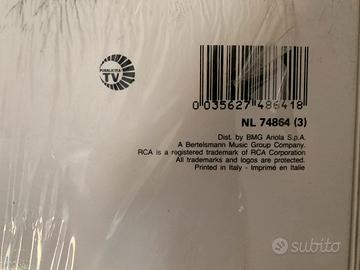 PUBBLICITA'
TV
0 035627 486418
NL 74864 (3)
Dist. by BMG Ariola S.p.A.
A Bertelsmann Music Group Company.
RCA is a registered trademark of RCA Corporation
All trademarks and logos are protected.
Printed in Italy - Imprimé en Italie
subito